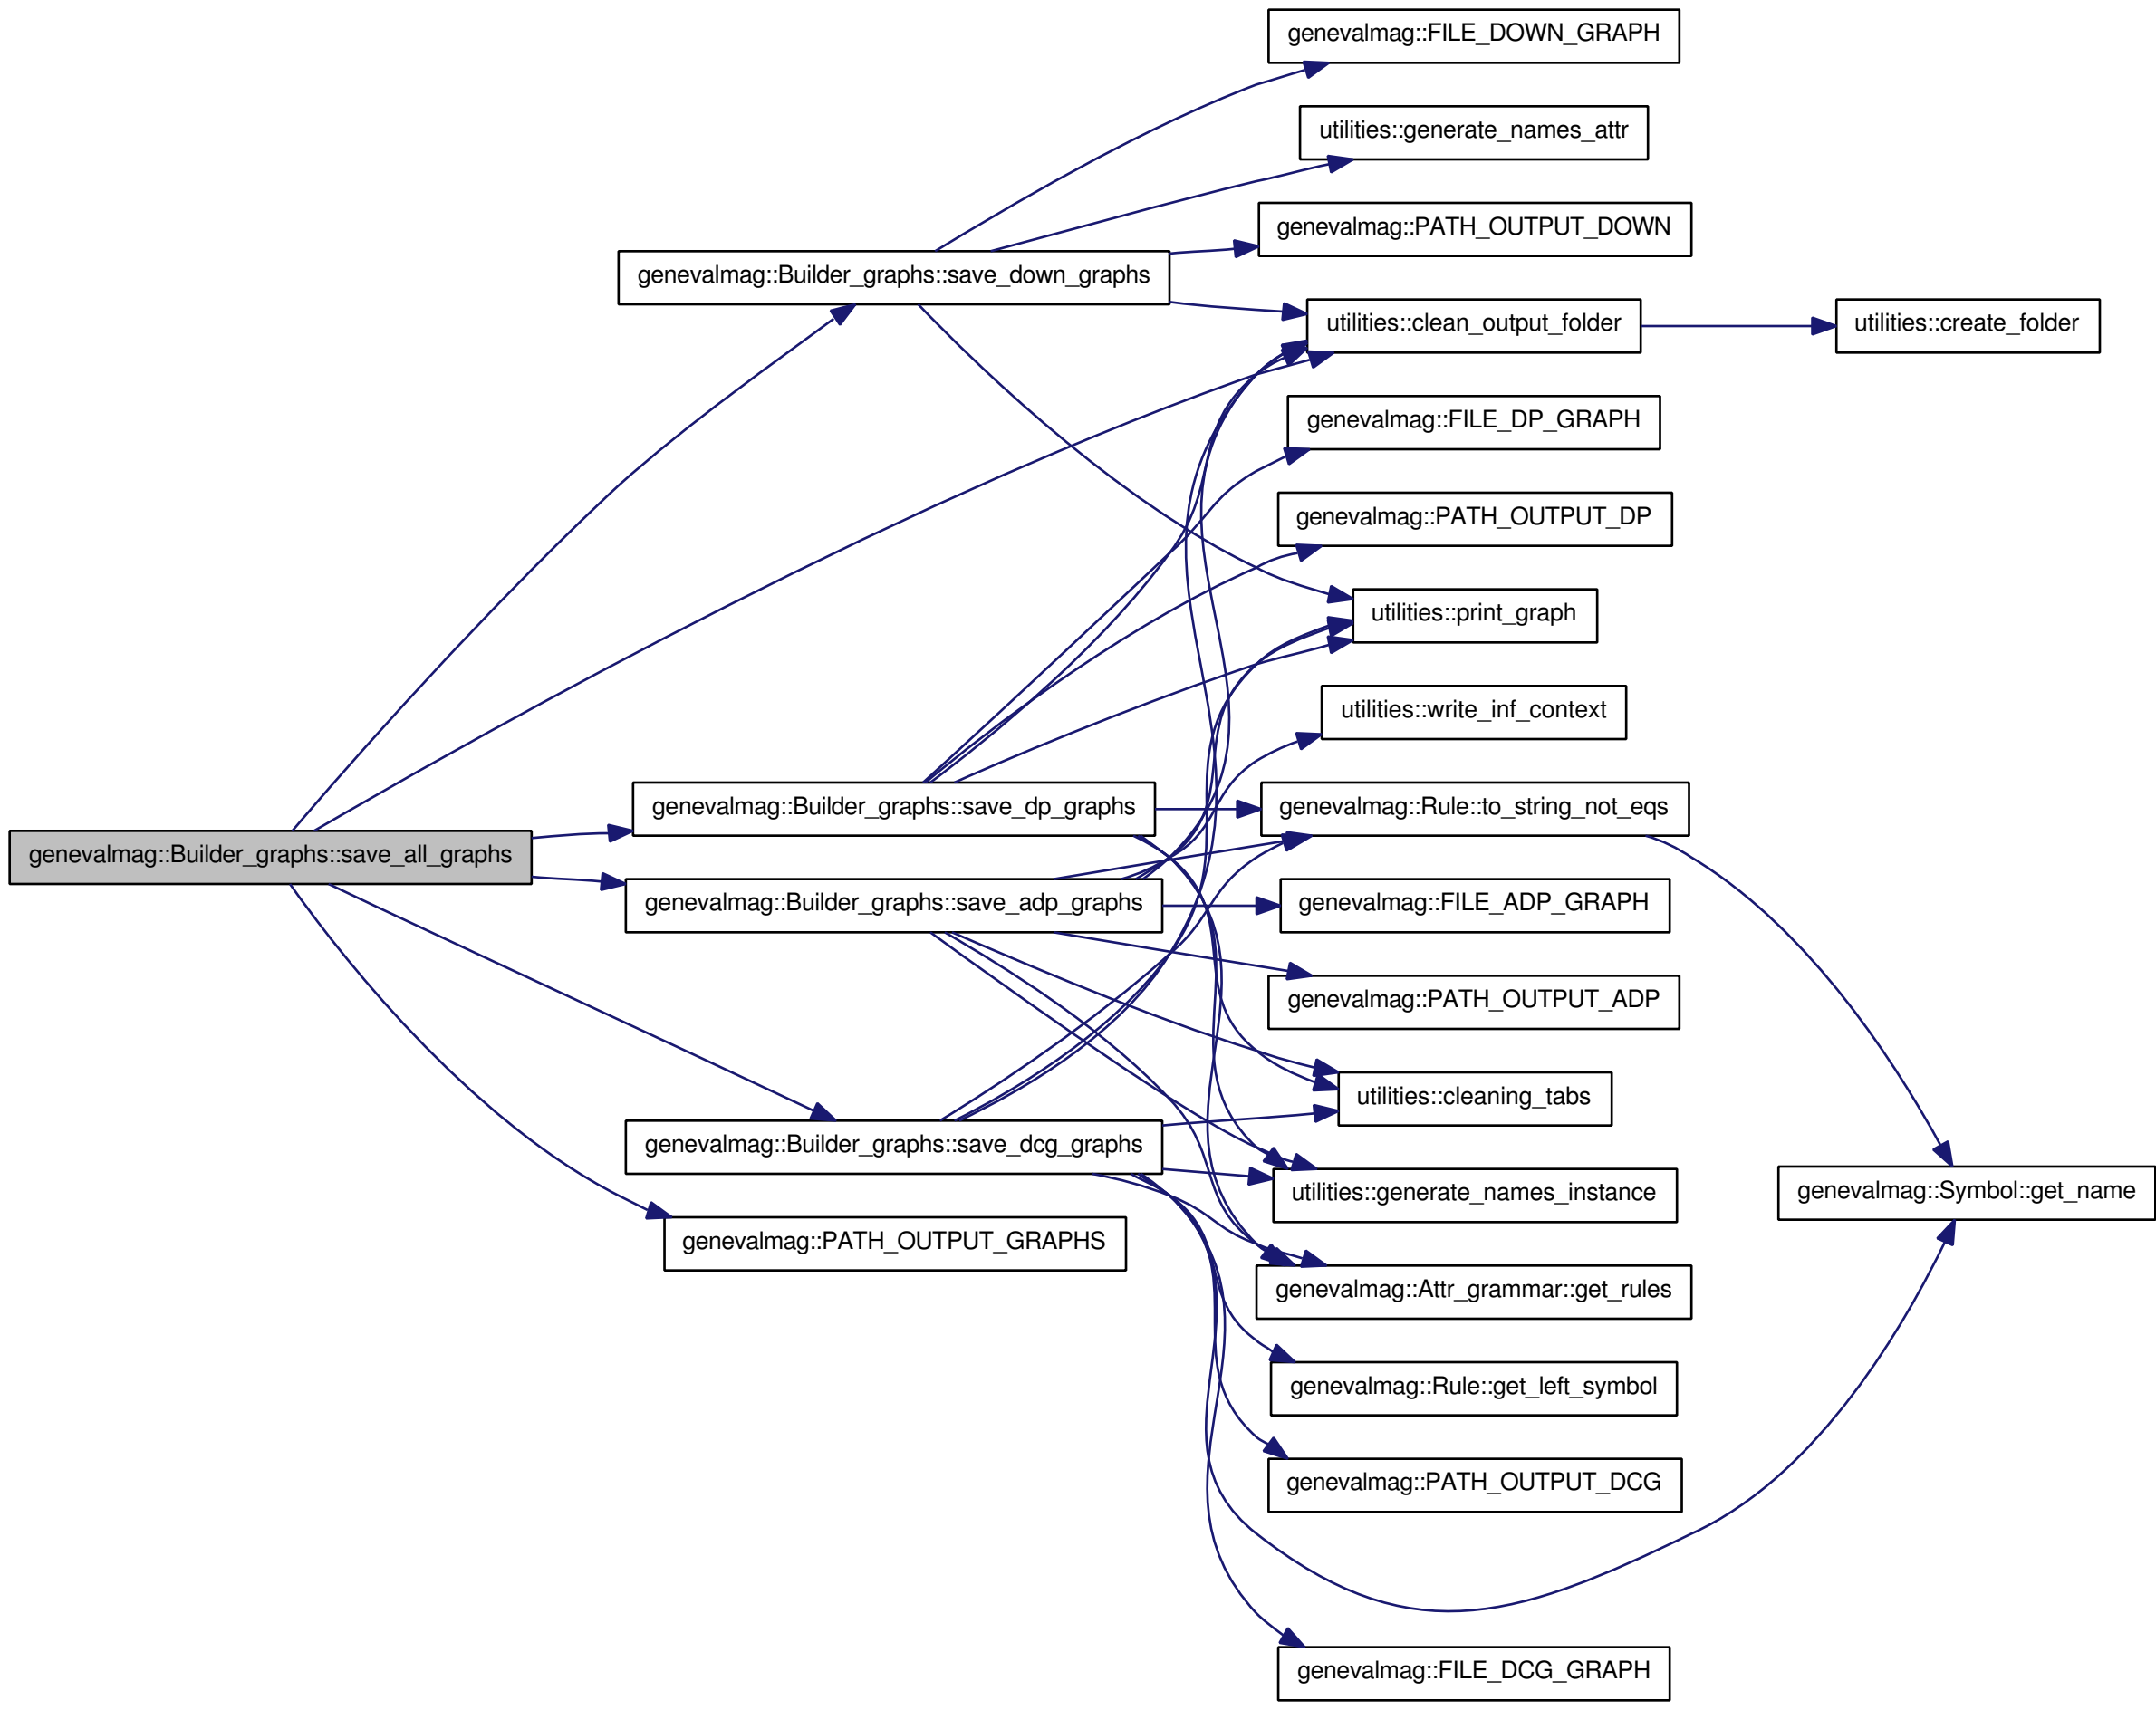 genevalmag::FILE_DOWN_GRAPH
utilities::generate_names_attr
genevalmag::PATH_OUTPUT_DOWN
genevalmag::Builder_graphs::save_down_graphs
utilities::clean_output_folder
utilities::create_folder
genevalmag::FILE_DP_GRAPH
genevalmag::PATH_OUTPUT_DP
utilities::print_graph
utilities::write_inf_context
genevalmag::Builder_graphs::save_dp_graphs
genevalmag::Rule::to_string_not_eqs
genevalmag::Builder_graphs::save_all_graphs
genevalmag::Builder_graphs::save_adp_graphs
genevalmag::FILE_ADP_GRAPH
genevalmag::PATH_OUTPUT_ADP
utilities::cleaning_tabs
genevalmag::Builder_graphs::save_dcg_graphs
utilities::generate_names_instance
genevalmag::Symbol::get_name
genevalmag::PATH_OUTPUT_GRAPHS
genevalmag::Attr_grammar::get_rules
genevalmag::Rule::get_left_symbol
genevalmag::PATH_OUTPUT_DCG
genevalmag::FILE_DCG_GRAPH